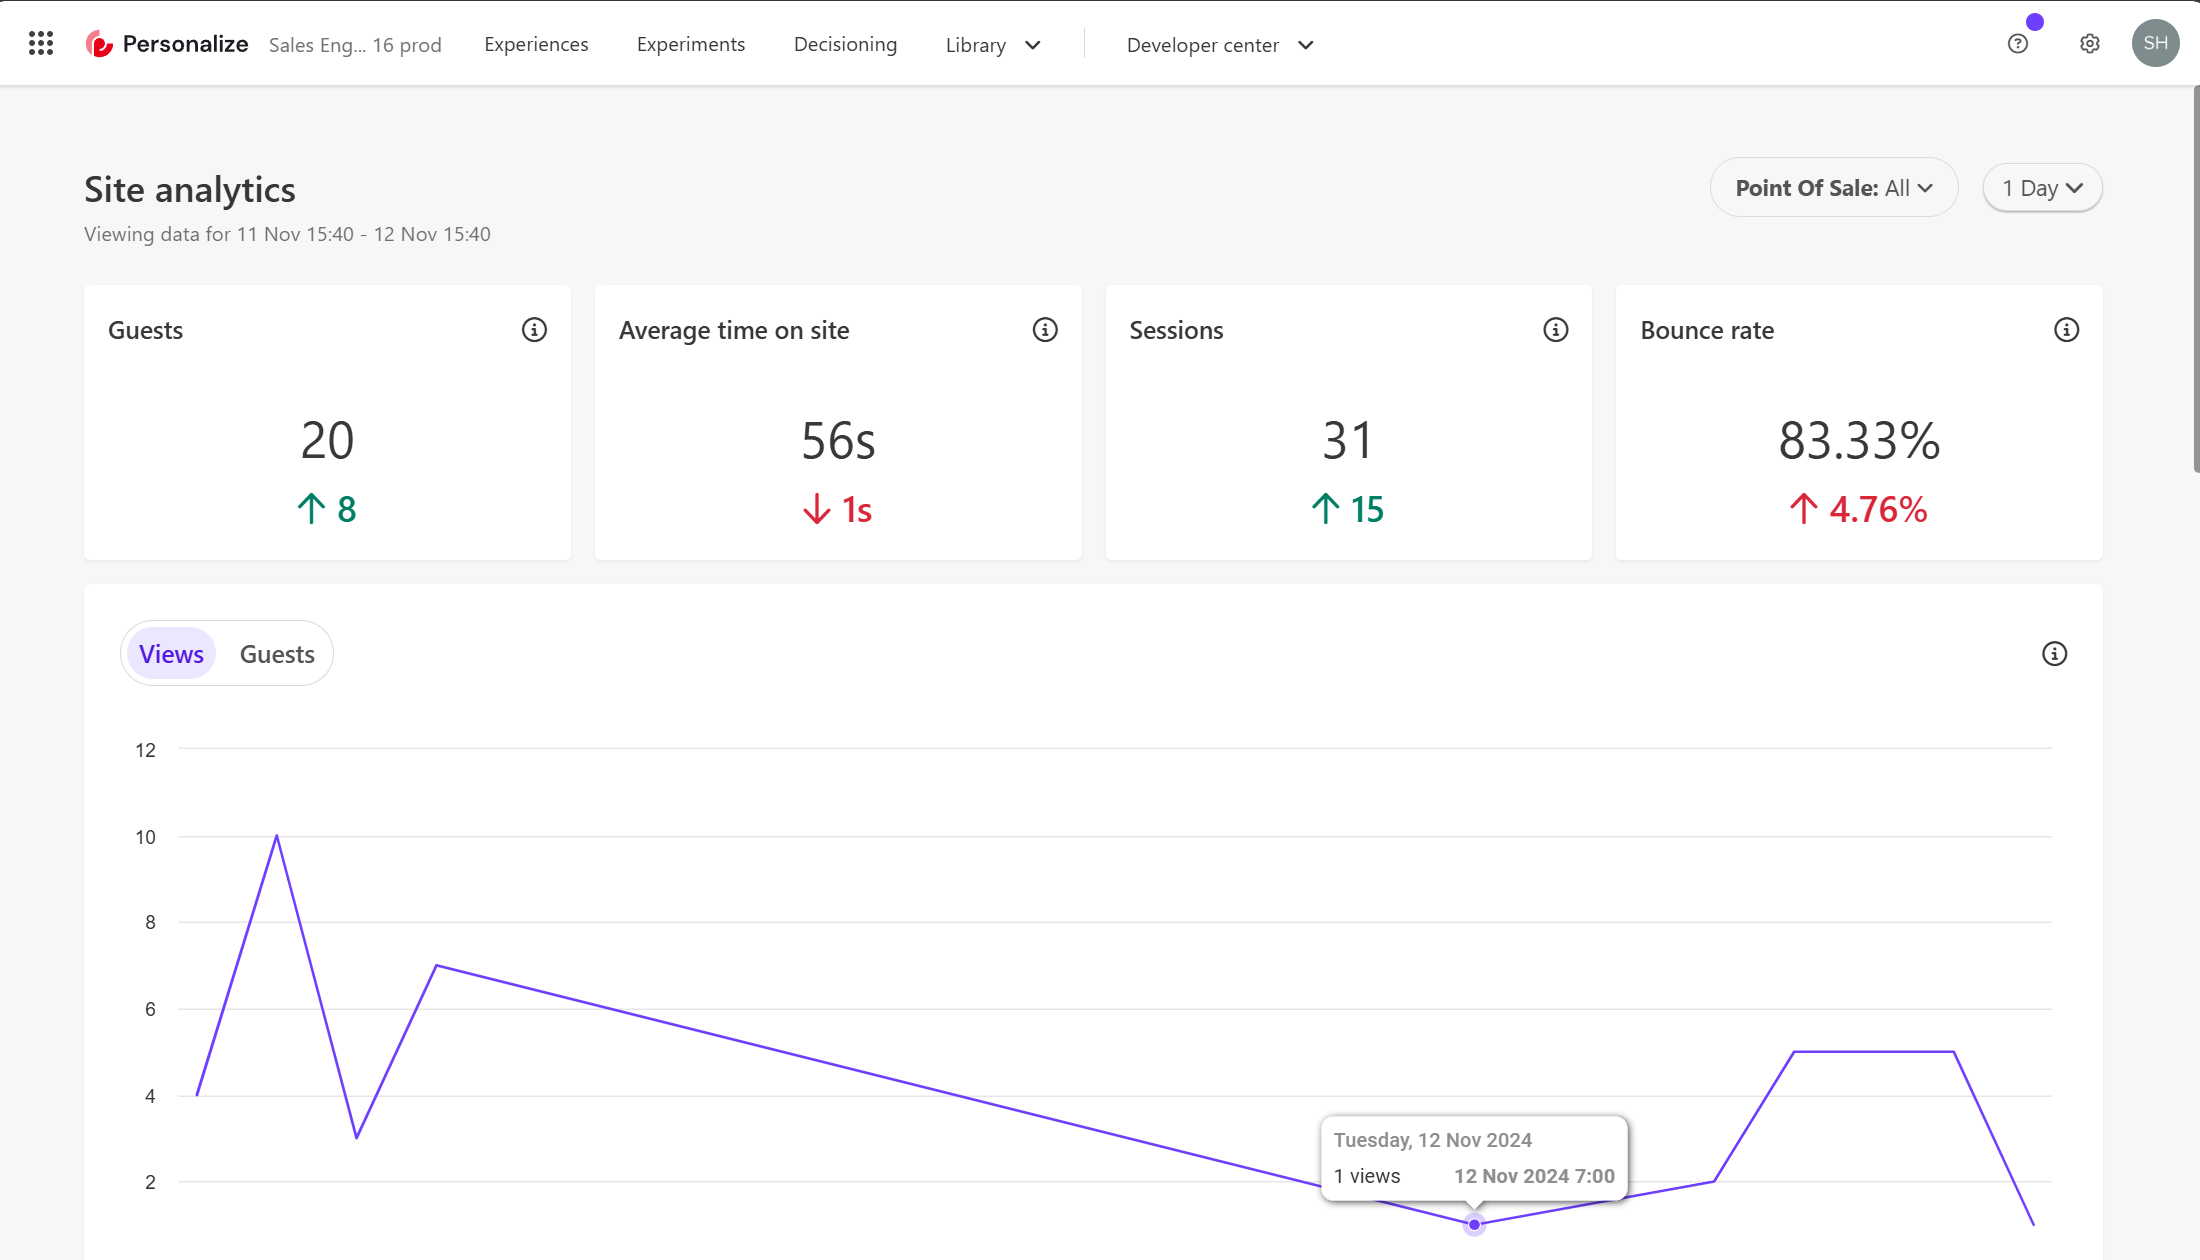 Personalize Sales Eng... 16 prod Experiences Experiments Decisioning Library Developer center SH
Site analytics
Point Of Sale: All
1 Day
Viewing data for 11 Nov 15:40 - 12 Nov 15:40
Guests
20
8
Average time on site
56s
1s
Sessions
31
15
Bounce rate
83.33%
4.76%
Views Guests
12
10
8
6
4
2
Tuesday, 12 Nov 2024
1 views 12 Nov 2024 7:00